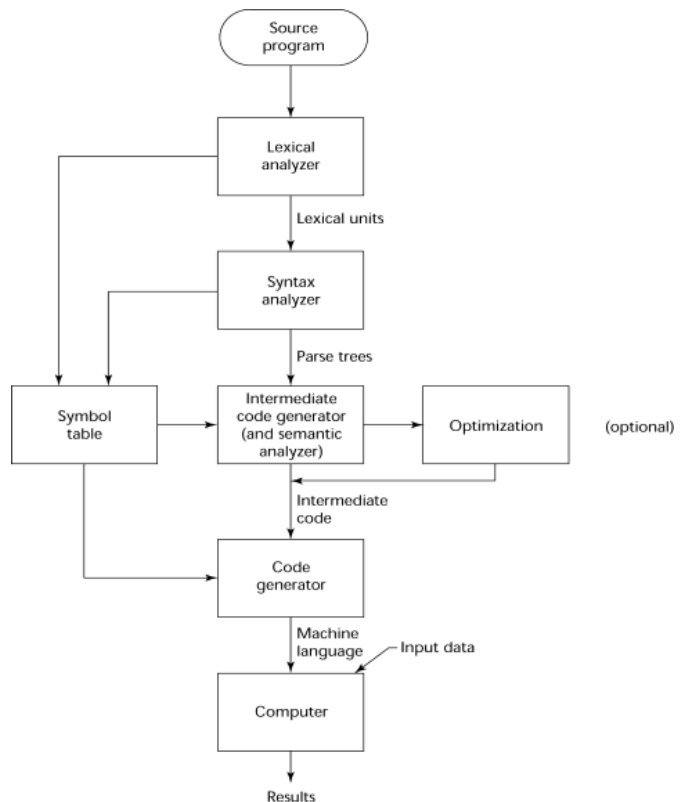 Source
program
Lexical
analyzer
Lexical units
Syntax
analyzer
Parse trees
Symbol
table
Intermediate
code generator
(and semantic
analyzer)
Optimization
(optional)
Intermediate
code
Code
generator
Machine
language
Input data
Computer
Results